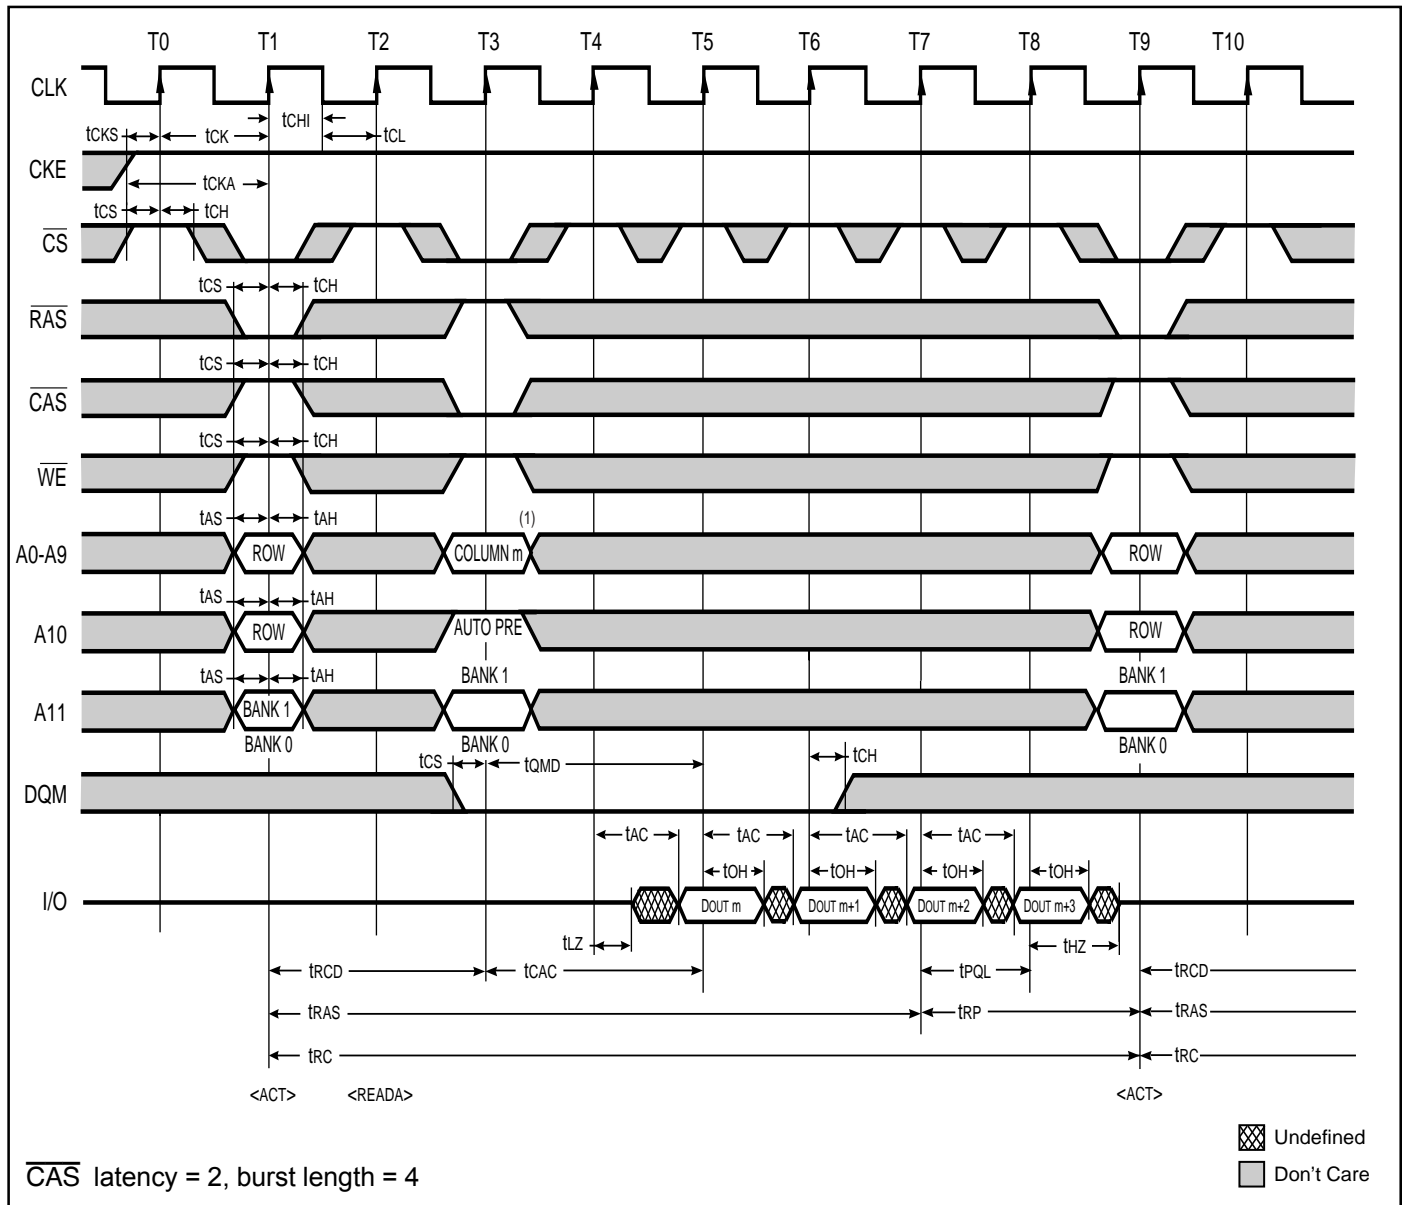 T0 T1 T2 T3 T4 T5 T6 T7 T8 T9 T10
CLK
tCHI
tCKS tCK tCL
CKE
tCKA
tCS tCH
CS
tCS tCH
RAS
tCS tCH
CAS
tCS tCH
WE
tAS tAH (1)
A0-A9 ROW COLUMN m ROW
tAS tAH
A10 ROW AUTO PRE ROW
tAS tAH BANK 1 BANK 1
A11 BANK 1
BANK 0 BANK 0 BANK 0
tCS tQMD tCH
DQM
tAC tAC tAC tAC
tOH tOH tOH tOH
I/O DOUT m DOUT m+1 DOUT m+2 DOUT m+3
tLZ tHZ
tRCD tCAC tPQL tRCD
tRAS tRP tRAS
tRC tRC
<ACT> <READA> <ACT>
Undefined
Don't Care
CAS latency = 2, burst length = 4